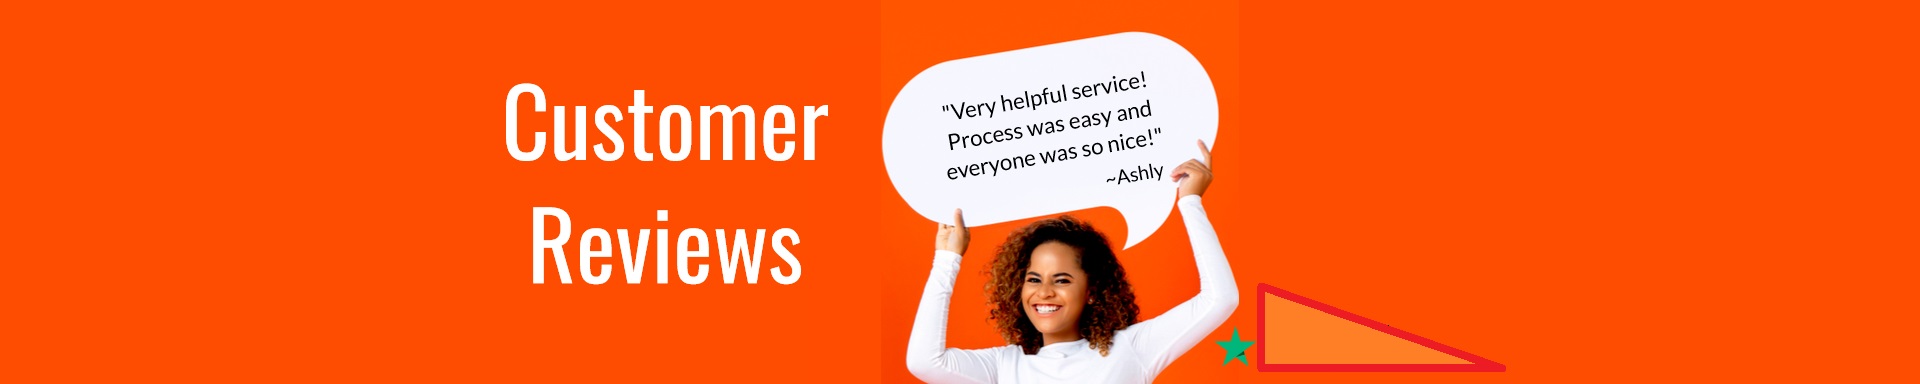 Customer
Reviews
"Very helpful service!
Process was easy and
everyone was so nice!"
~Ashly